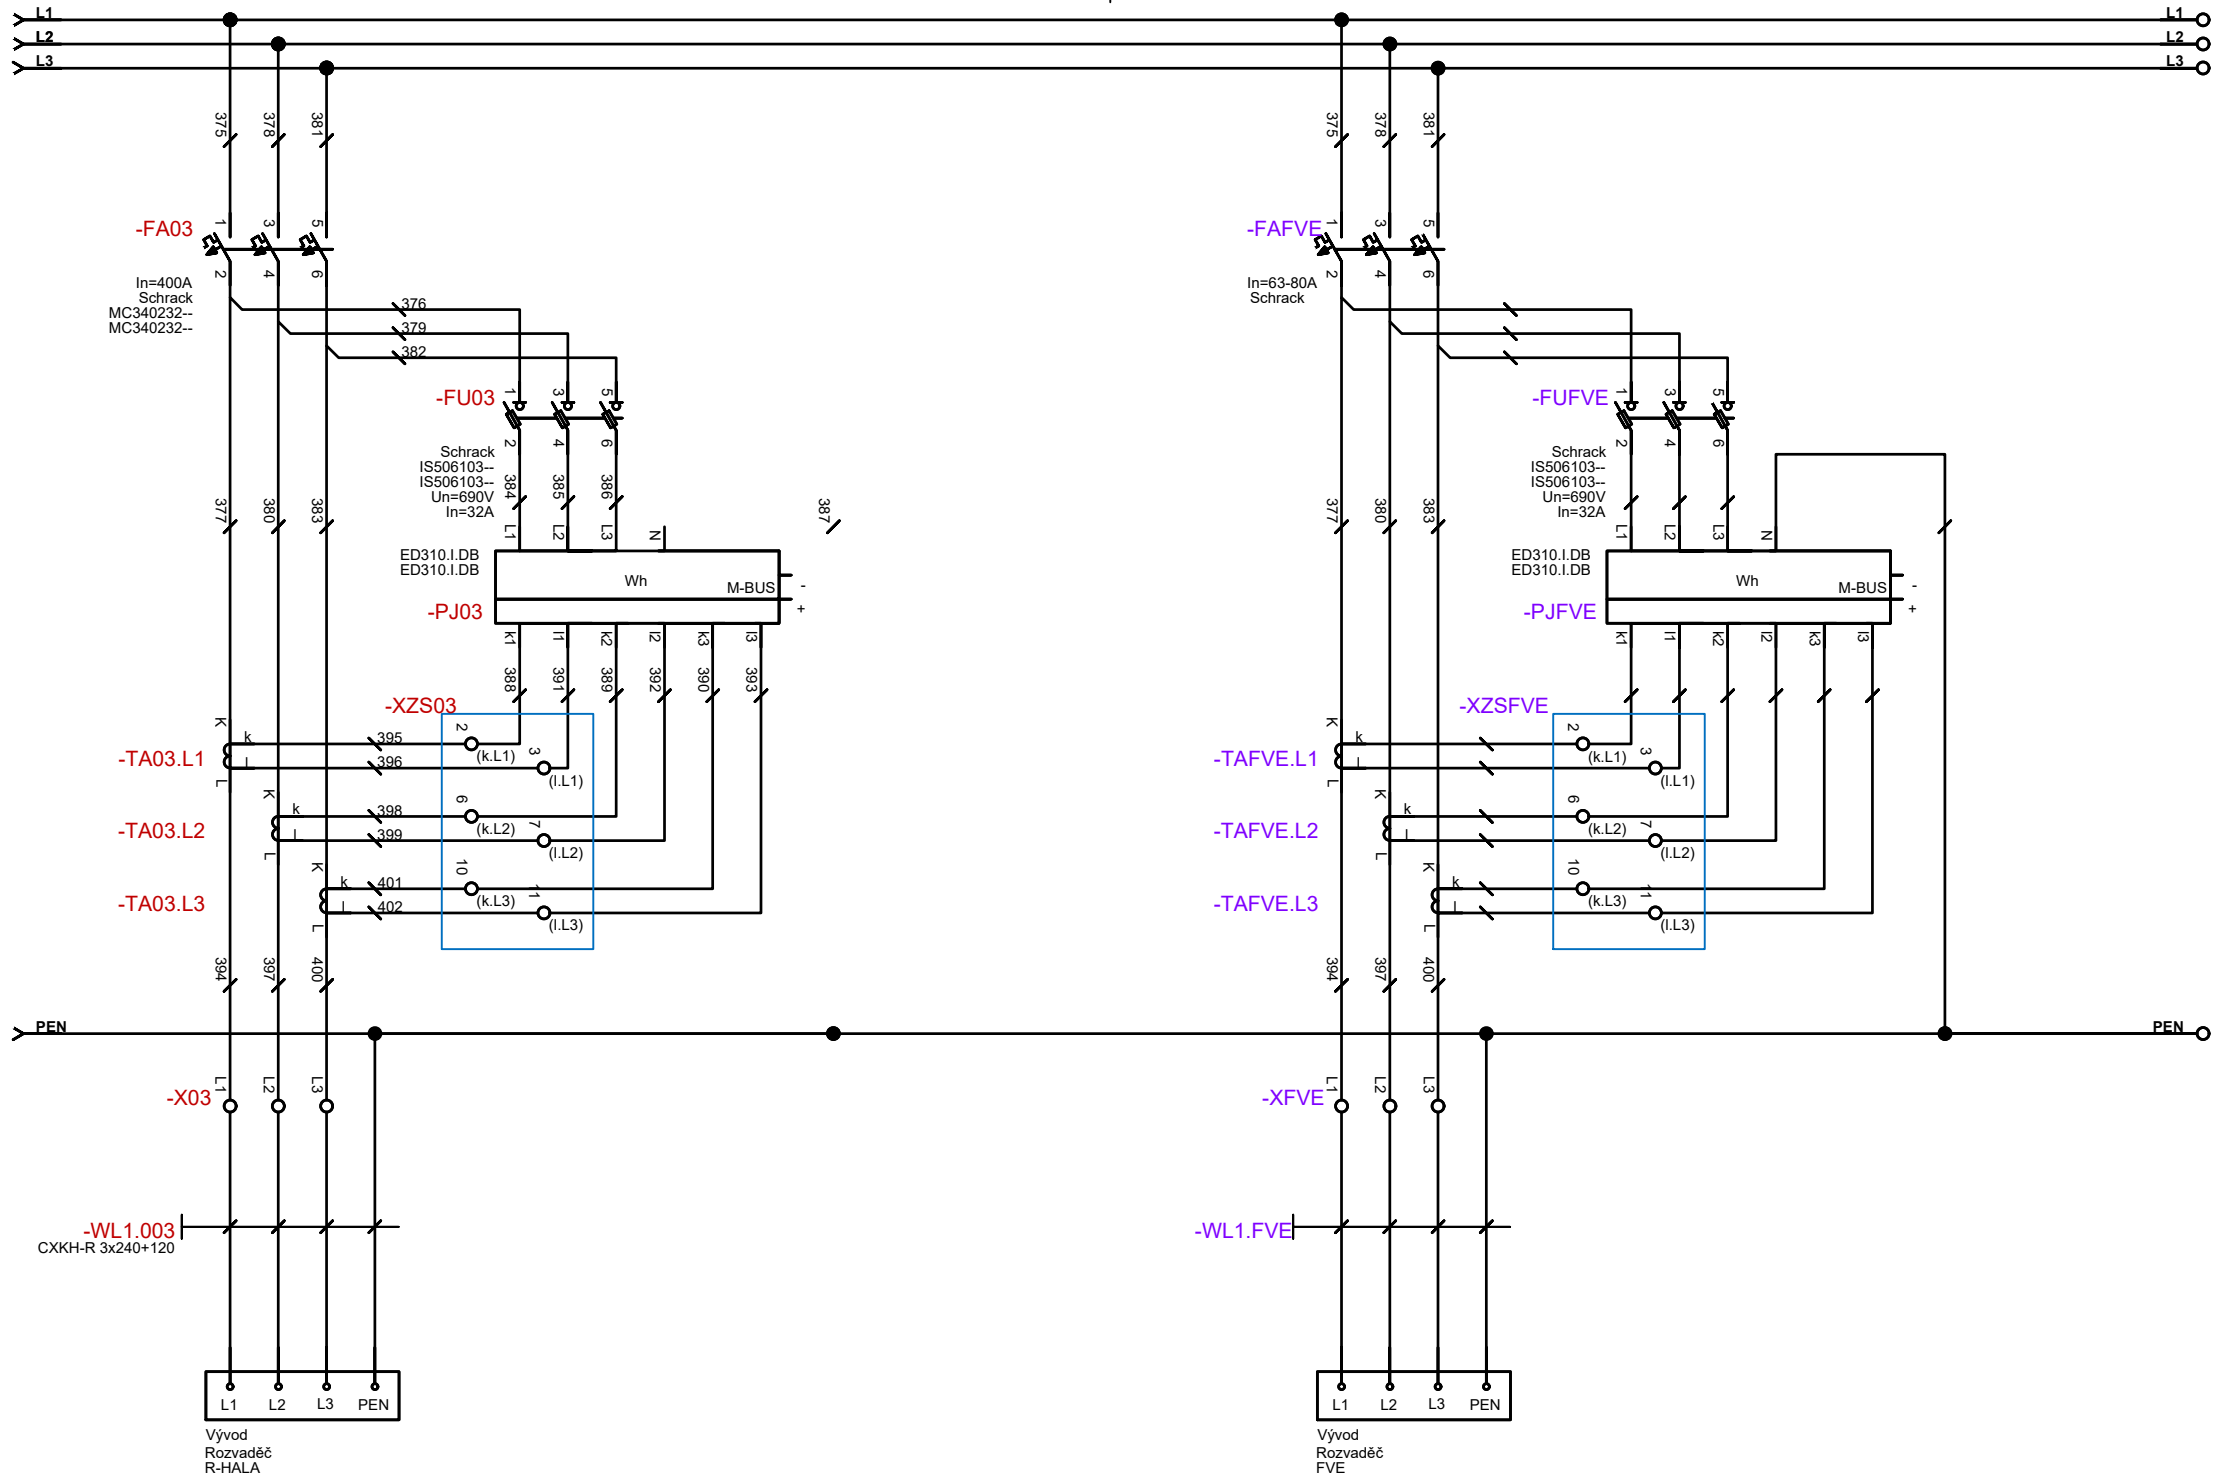 L1
L1
L2
L2
L3
L3
375
378
381
375
378
381
-FA03
1
3
5
2
4
6
In=400A
Schrack
MC340232--
MC340232--
376
379
382
-FU03
1
3
5
2
4
6
Schrack
IS506103--
IS506103--
Un=690V
In=32A
384
385
386
377
380
383
387
L1
L2
L3
N
ED310.I.DB
ED310.I.DB
Wh
M-BUS
-
+
-PJ03
k1
l1
k2
l2
k3
l3
388
391
389
392
390
393
-XZS03
-TA03.L1
K
k
l
L
395
396
2
(k.L1)
3
(l.L1)
-TA03.L2
K
k
l
L
398
399
6
(k.L2)
7
(l.L2)
-TA03.L3
K
k
l
L
401
402
10
(k.L3)
11
(l.L3)
394
397
400
-FAFVE
1
3
5
2
4
6
In=63-80A
Schrack
-FUFVE
1
3
5
2
4
6
Schrack
IS506103--
IS506103--
Un=690V
In=32A
377
380
383
L1
L2
L3
N
ED310.I.DB
ED310.I.DB
Wh
M-BUS
-
+
-PJFVE
k1
l1
k2
l2
k3
l3
-XZSFVE
-TAFVE.L1
K
k
l
L
2
(k.L1)
3
(l.L1)
-TAFVE.L2
K
k
l
L
6
(k.L2)
7
(l.L2)
-TAFVE.L3
K
k
l
L
10
(k.L3)
11
(l.L3)
394
397
400
PEN
PEN
-X03
L1
L2
L3
-XFVE
L1
L2
L3
-WL1.003
CXKH-R 3x240+120
-WL1.FVE
L1 L2 L3 PEN
Vývod
Rozvaděč
R-HALA
L1 L2 L3 PEN
Vývod
Rozvaděč
FVE